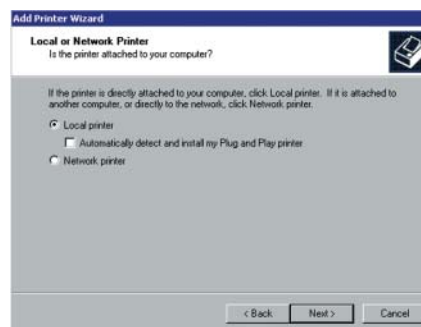 Add Printer Wizard
Local or Network Printer
Is the printer attached to your computer?
If the printer is directly attached to your computer, click Local printer. If it is attached to
another computer, or directly to the network, click Network printer.
Local printer
Automatically detect and install my Plug and Play printer
Network printer
< Back
Next >
Cancel